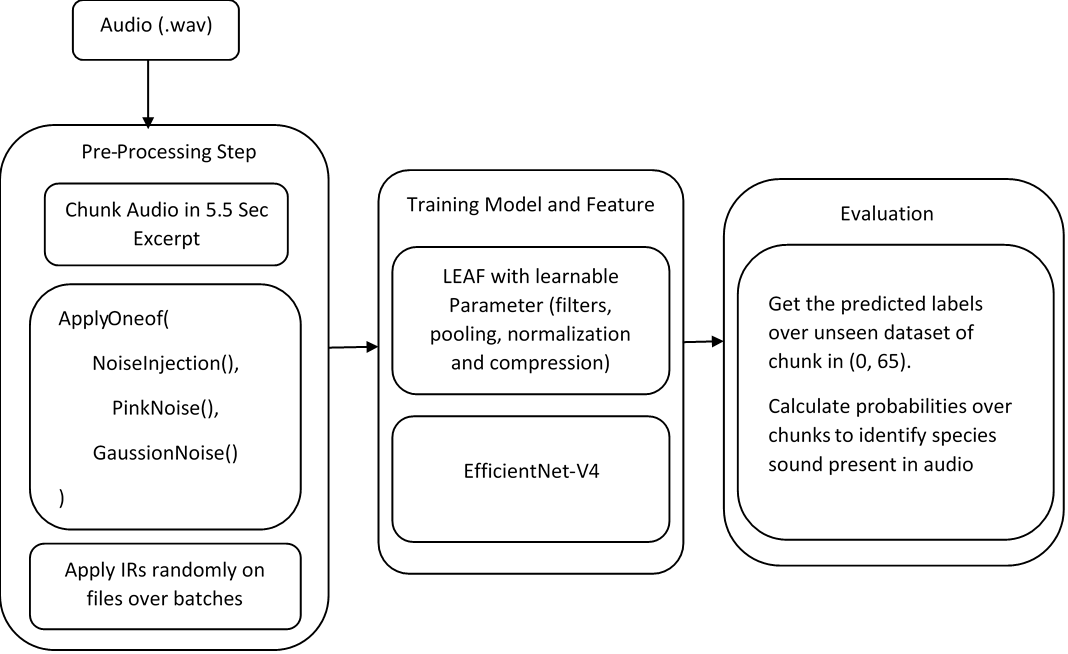 Audio (.wav)
Pre-Processing Step
Chunk Audio in 5.5 Sec
Excerpt
ApplyOneof(
NoiseInjection(),
PinkNoise(),
GaussionNoise()
)
Apply IRs randomly on
files over batches
Training Model and Feature
LEAF with learnable
Parameter (filters,
pooling, normalization
and compression)
EfficientNet-V4
Evaluation
Get the predicted labels
over unseen dataset of
chunk in (0, 65).
Calculate probabilities over
chunks to identify species
sound present in audio